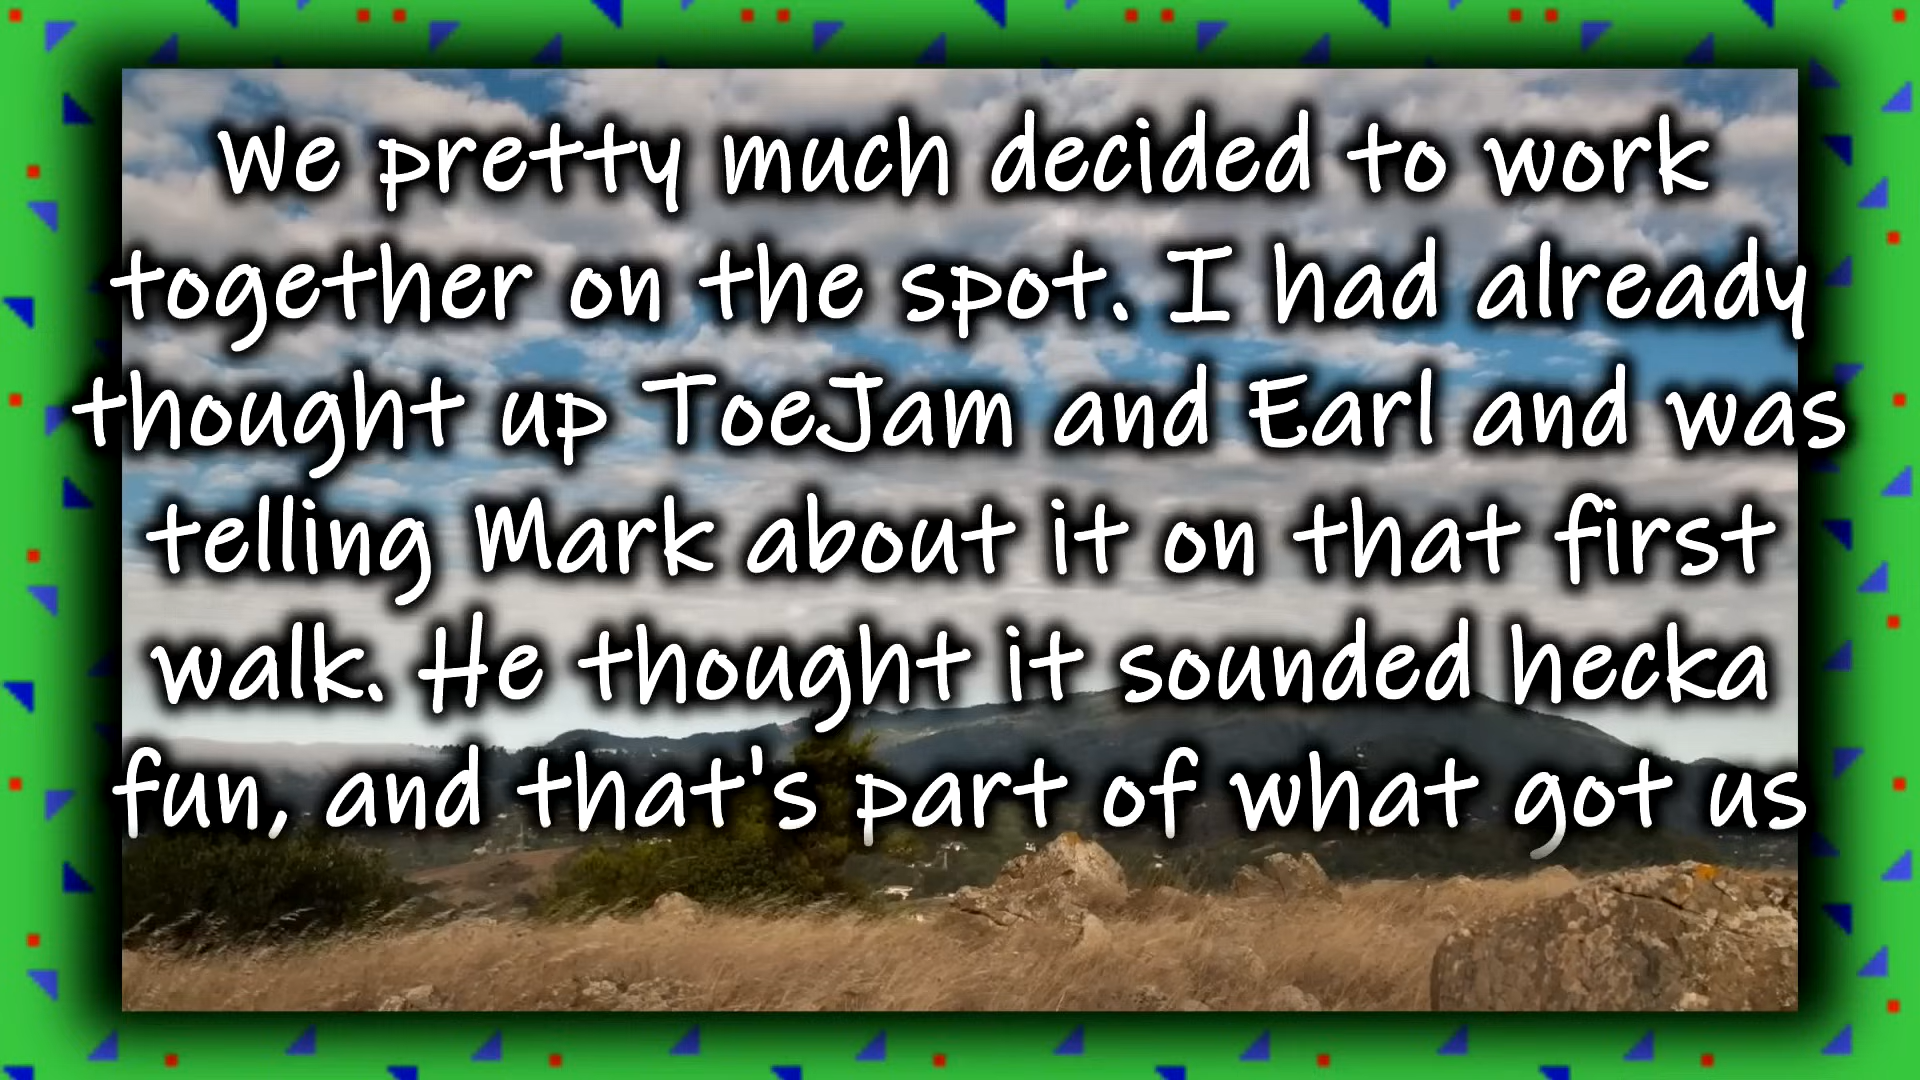 We pretty much decided to work
together on the spot. I had already
thought up ToeJam and Earl and was
telling Mark about it on that first
walk. He thought it sounded hecka
fun, and that's part of what got us